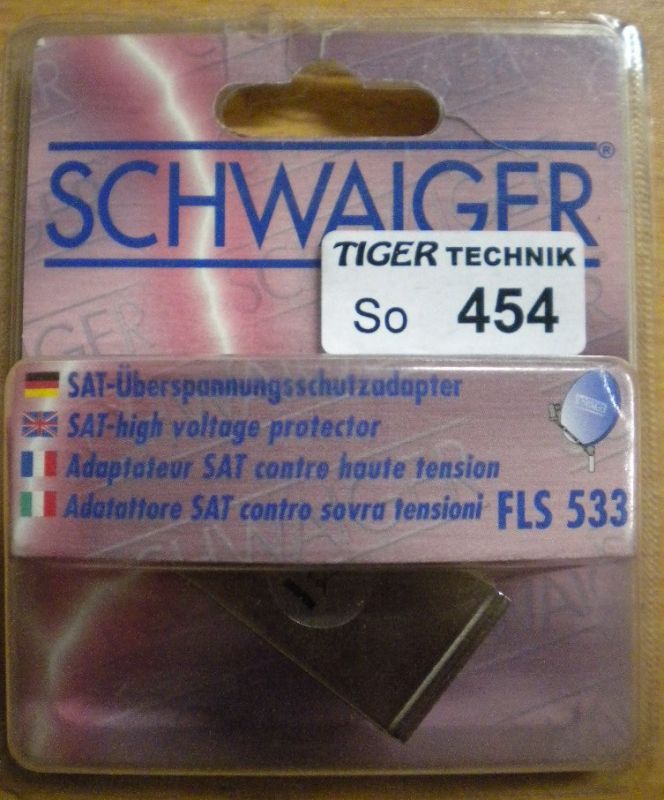 SCHWAIGER®
TIGER TECHNIK
So 454
SAT-Überspannungsschutzadapter
SAT-high voltage protector
Adaptateur SAT contre haute tension
Adatattore SAT contro sovra tensioni
FLS 533